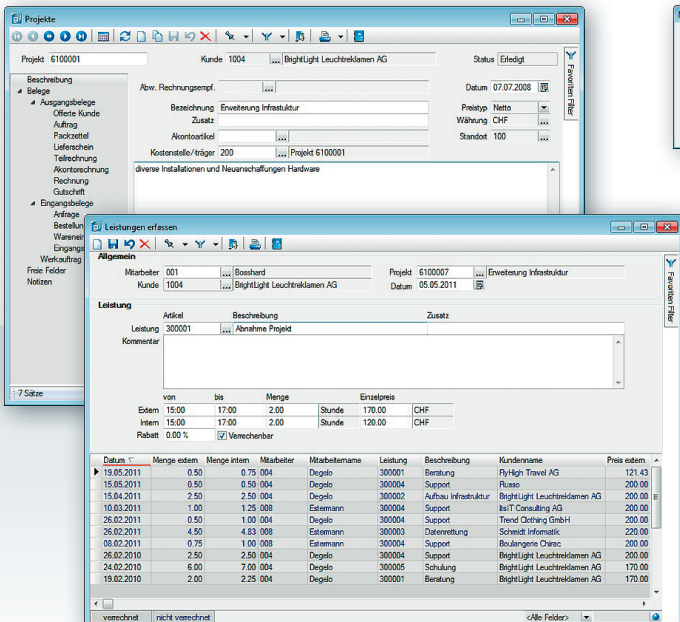 Projekte
Projekt 6100001 Kunde 1004 ... BrightLight Leuchtreklamen AG Status Erledigt
Favoriten Filter
Beschreibung
Belege
Ausgangsbelege
Offerte Kunde
Auftrag
Packzettel
Lieferschein
Teilrechnung
Akontorechnung
Rechnung
Gutschrift
Eingangsbelege
Anfrage
Bestellun
Warenein
Eingangs
Werkauftrag
Freie Felder
Notizen
Abw. Rechnungsempf. ... Datum 07.07.2008
Bezeichnung Erweiterung Infrastuktur Preistyp Netto
Zusatz Währung CHF ...
Akontoartikel ... Standort 100 ...
Kostenstelle/träger 200 ... Projekt 6100001
diverse Installationen und Neuanschaffungen Hardware
7 Sätze
Leistungen erfassen
Allgemein
Mitarbeiter 001 ... Bosshard Projekt 6100007 ... Erweiterung Infrastruktur
Kunde 1004 ... BrightLight Leuchtreklamen AG Datum 05.05.2011
Favoriten Filter
Leistung
Artikel Beschreibung Zusatz
Leistung 300001 ... Abnahme Projekt
Kommentar
von bis Menge Einzelpreis
Extern 15:00 17:00 2.00 Stunde 170.00 CHF
Intern 15:00 17:00 2.00 Stunde 120.00 CHF
Rabatt 0.00 % Verrechenbar
Datum Menge extern Menge intern Mitarbeiter Mitarbeitername Leistung Beschreibung Kundenname Preis extern
19.05.2011 0.50 0.75 004 Degelo 300001 Beratung FlyHigh Travel AG 121.43
15.05.2011 0.50 0.50 004 Degelo 300004 Support Russo 200.00
15.04.2011 2.50 2.50 004 Degelo 300002 Aufbau Infrastruktur BrightLight Leuchtreklamen AG 200.00
10.03.2011 1.00 1.25 008 Estermann 300004 Support ItsIT Consulting AG 200.00
26.02.2011 0.50 1.00 004 Degelo 300004 Support Trend Clothing GmbH 200.00
26.02.2011 4.50 4.83 008 Estermann 300003 Datenrettung Schmidt Informatik 220.00
08.02.2011 0.75 1.00 008 Estermann 300004 Support Boulangerie Chirac 200.00
26.02.2010 2.50 2.50 004 Degelo 300004 Support BrightLight Leuchtreklamen AG 200.00
24.02.2010 6.00 7.00 004 Degelo 300005 Schulung BrightLight Leuchtreklamen AG 170.00
19.02.2010 2.00 2.25 004 Degelo 300001 Beratung BrightLight Leuchtreklamen AG 170.00
verrechnet nicht verrechnet <Alle Felder>